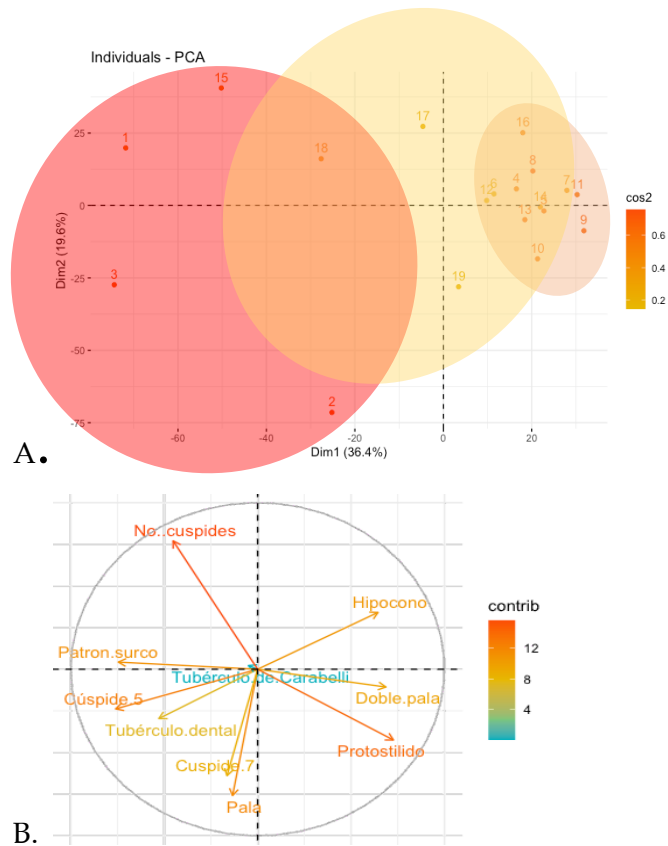 Individuals - PCA
15
17
16
1
18
8
12
6
4
7
11
14
5
13
9
10
3
19
2
25
0
-25
-50
-75
Dim2 (19.6%)
-60
-40
-20
0
20
Dim1 (36.4%)
cos2
0.6
0.4
0.2
A.
No..cuspides
Hipocono
Patron.surco
Tubérculo.de.Carabelli
Cúspide.5
Doble.pala
Tubérculo.dental
Protostilido
Cuspide.7
Pala
contrib
12
8
4
B.